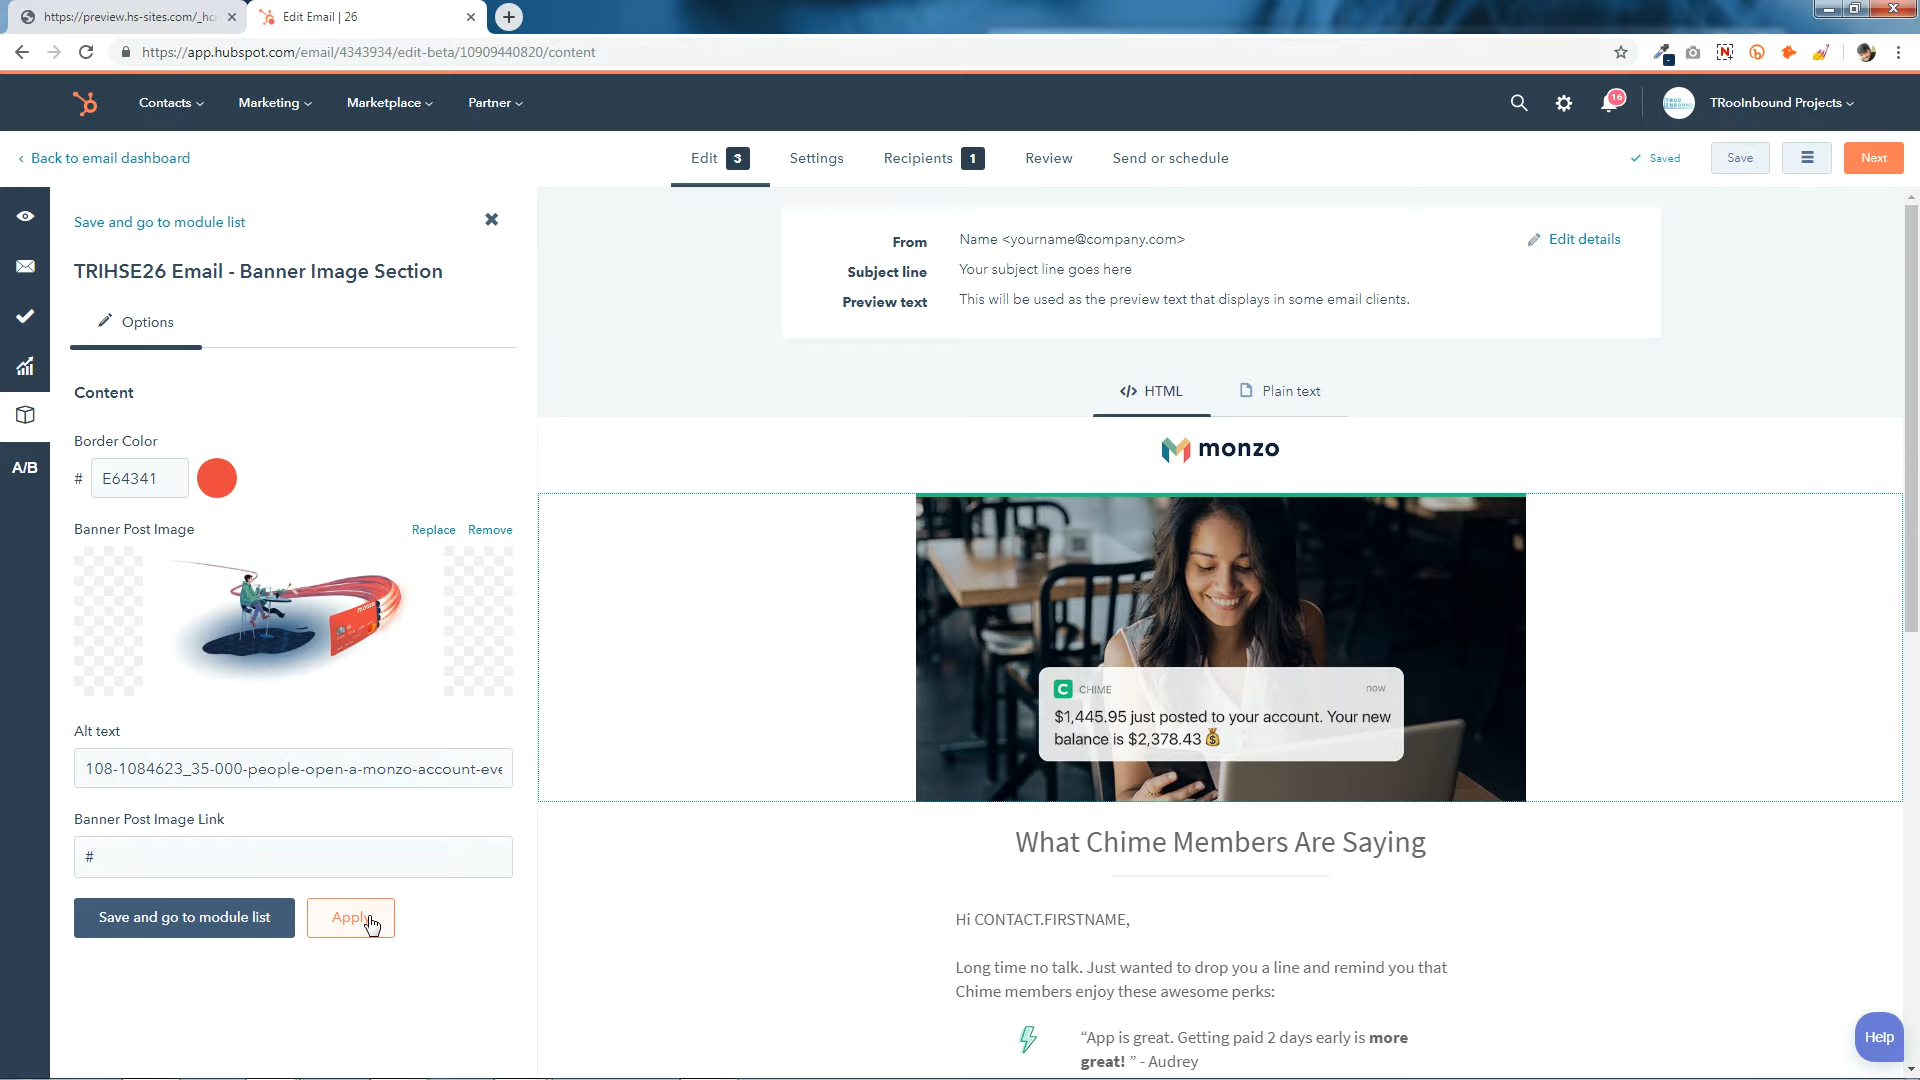 https://preview.hs-sites.com/_hcr
Edit Email | 26
https://app.hubspot.com/email/4343934/edit-beta/10909440820/content
Contacts
Marketing
Marketplace
Partner
16
TRooInbound Projects
Back to email dashboard
Edit 3
Settings
Recipients 1
Review
Send or schedule
Saved
Save
Next
Save and go to module list
TRIHSE26 Email - Banner Image Section
Options
Content
Border Color
# E64341
Banner Post Image
Replace
Remove
monzo
Alt text
108-1084623_35-000-people-open-a-monzo-account-eve
Banner Post Image Link
#
Save and go to module list
Apply
A/B
From Name <yourname@company.com>
Edit details
Subject line Your subject line goes here
Preview text This will be used as the preview text that displays in some email clients.
HTML
Plain text
monzo
C CHIME now
$1,445.95 just posted to your account. Your new
balance is $2,378.43
What Chime Members Are Saying
Hi CONTACT.FIRSTNAME,
Long time no talk. Just wanted to drop you a line and remind you that
Chime members enjoy these awesome perks:
“App is great. Getting paid 2 days early is more
great! ” - Audrey
Help